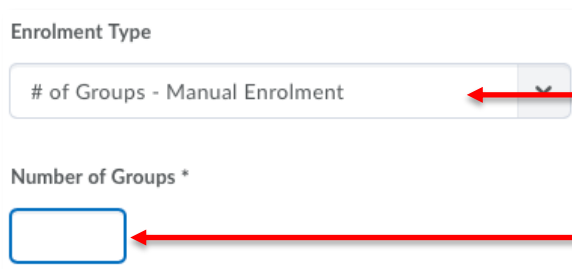 Enrolment Type
# of Groups - Manual Enrolment
Number of Groups *